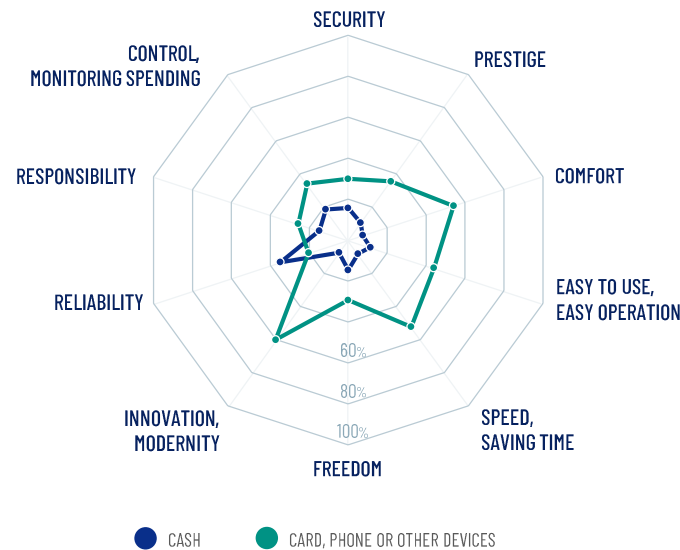 SECURITY
PRESTIGE
CONTROL,
MONITORING SPENDING
RESPONSIBILITY
COMFORT
RELIABILITY
EASY TO USE,
EASY OPERATION
60%
80%
100%
INNOVATION,
MODERNITY
SPEED,
SAVING TIME
FREEDOM
CASH
CARD, PHONE OR OTHER DEVICES